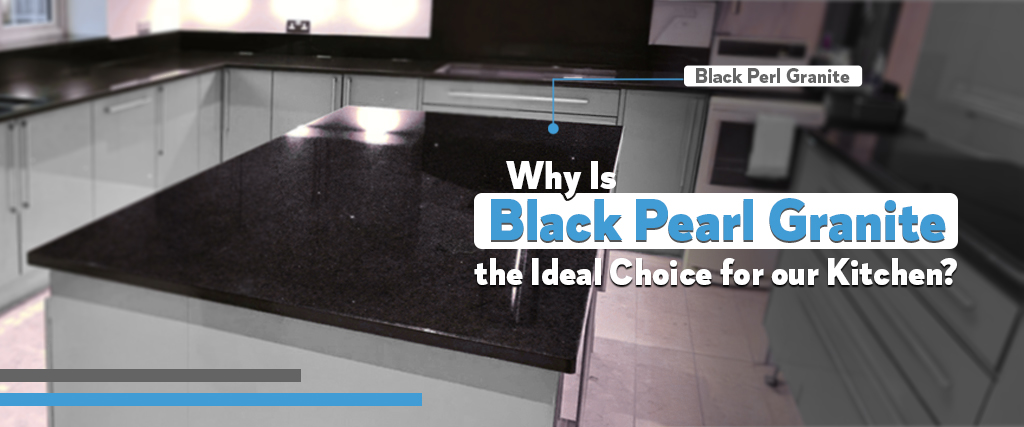 Black Perl Granite
Why Is
Black Pearl Granite
the Ideal Choice for our Kitchen?